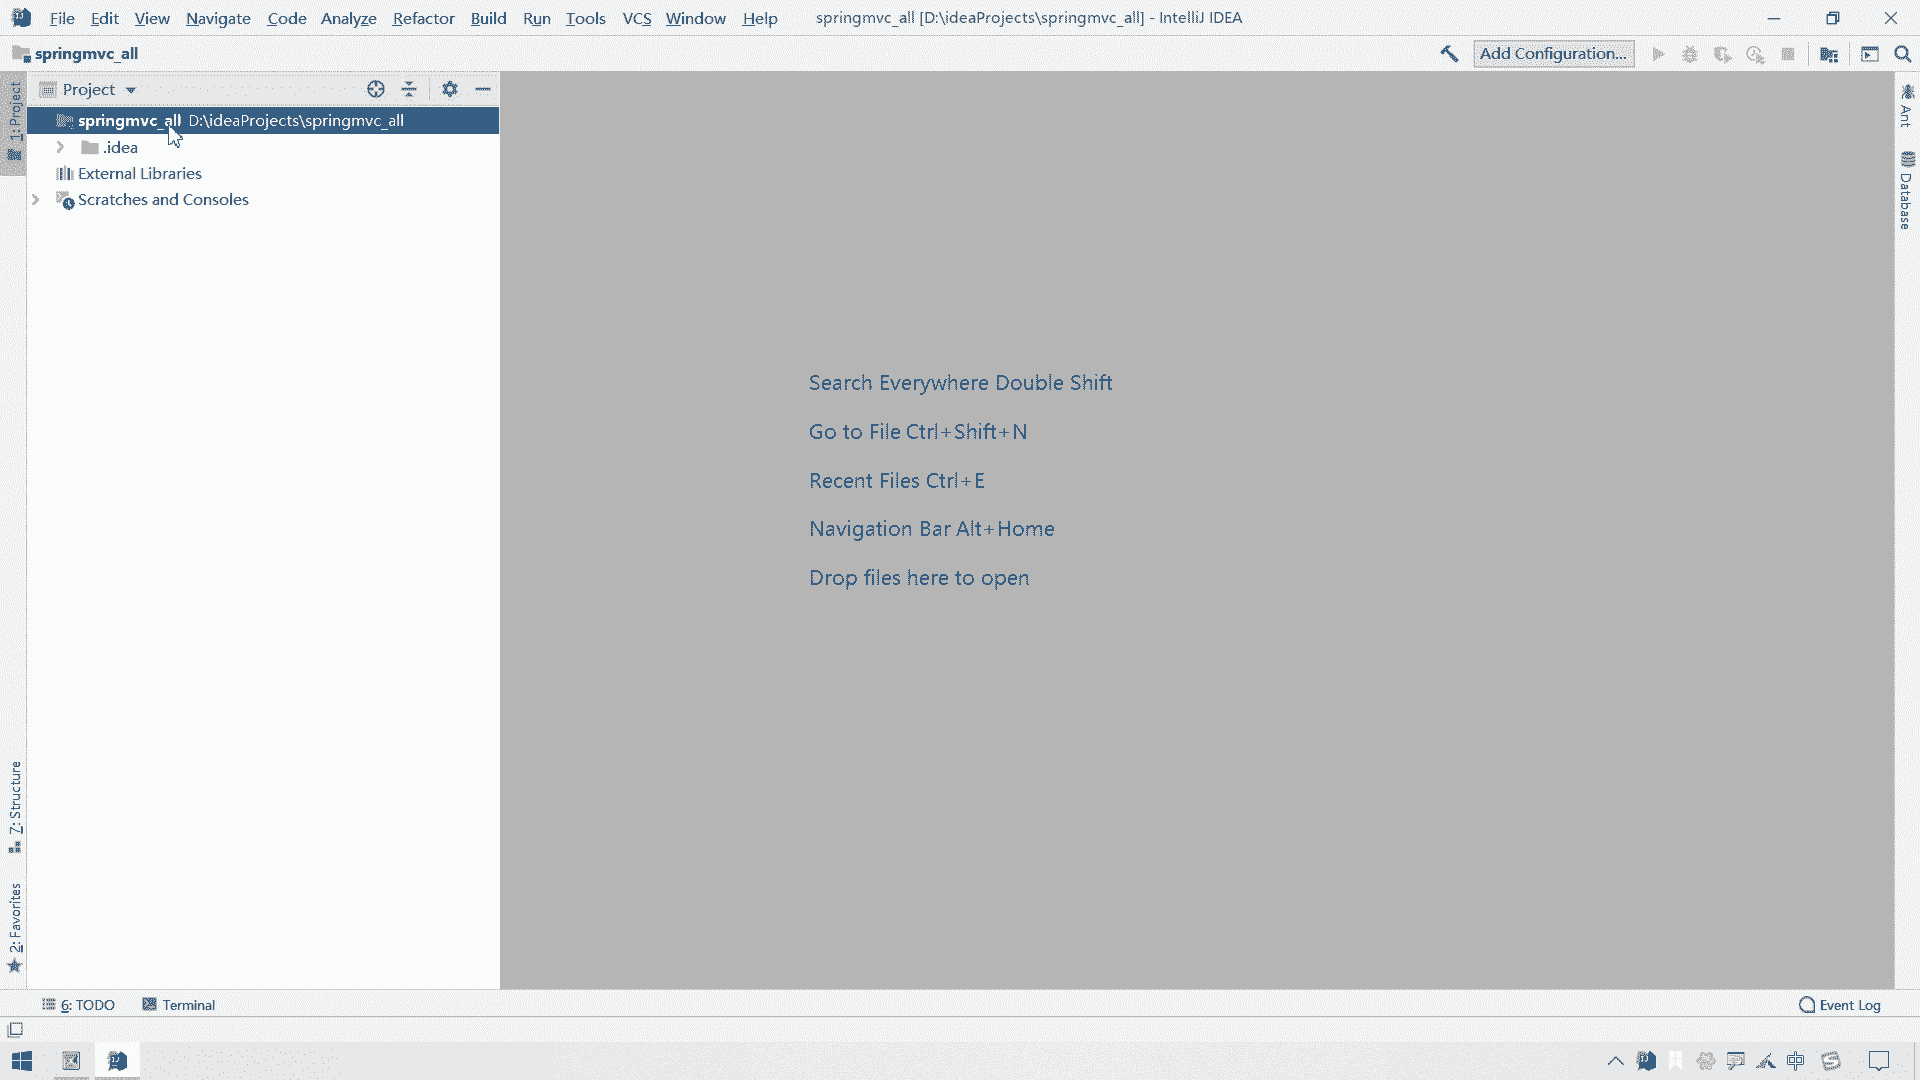 File Edit View Navigate Code Analyze Refactor Build Run Tools VCS Window Help springmvc_all [D:\ideaProjects\springmvc_all] - IntelliJ IDEA
springmvc_all
Add Configuration...
Project
springmvc_all D:\ideaProjects\springmvc_all
.idea
External Libraries
Scratches and Consoles
1: Project
Z: Structure
2: Favorites
Search Everywhere Double Shift
Go to File Ctrl+Shift+N
Recent Files Ctrl+E
Navigation Bar Alt+Home
Drop files here to open
Ant
Database
6: TODO
Terminal
Event Log
中